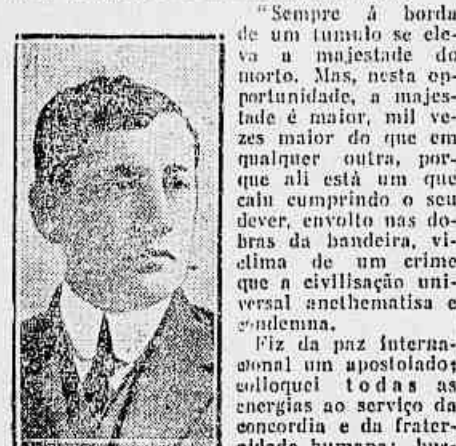 "Sempre á borda
de um tumulo se ele-
va a majestade do
morto. Mas, nesta op-
portunidade, a majes-
tade é maior, mil ve-
zes maior do que em
qualquer outra, por-
que ali está um que
caiu cumprindo o seu
dever, envolto nas do-
bras da bandeira, vi-
ctima de um crime
que a civilisação uni-
versal anethematisa e
condemna.
Fiz da paz interna-
cional um apostolado;
colloquei todas as
energias ao serviço da
concordia e da frater-
nidade humana;